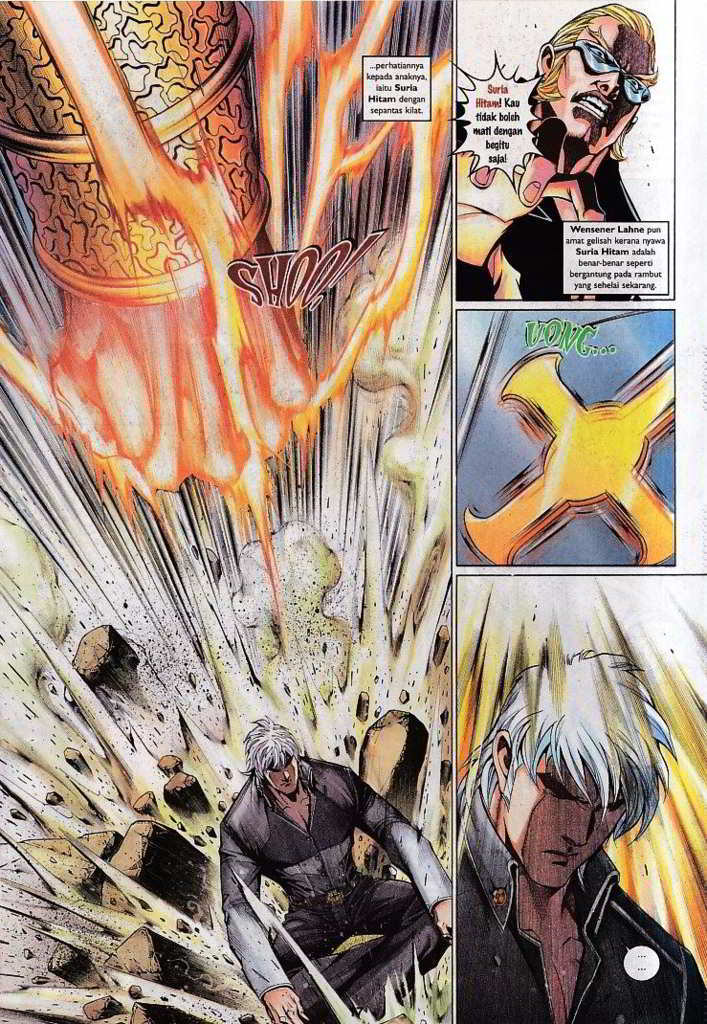 ...perhatiannya
kepada anaknya,
iaitu Suria
Hitam dengan
sepantas kilat.
SHOO!
Suria
Hitam! Kau
tidak boleh
mati dengan
begitu
saja!
Wensener Lahne pun
amat gelisah kerana nyawa
Suria Hitam adalah
benar-benar seperti
bergantung pada rambut
yang sehelai sekarang.
VONG...
...
...